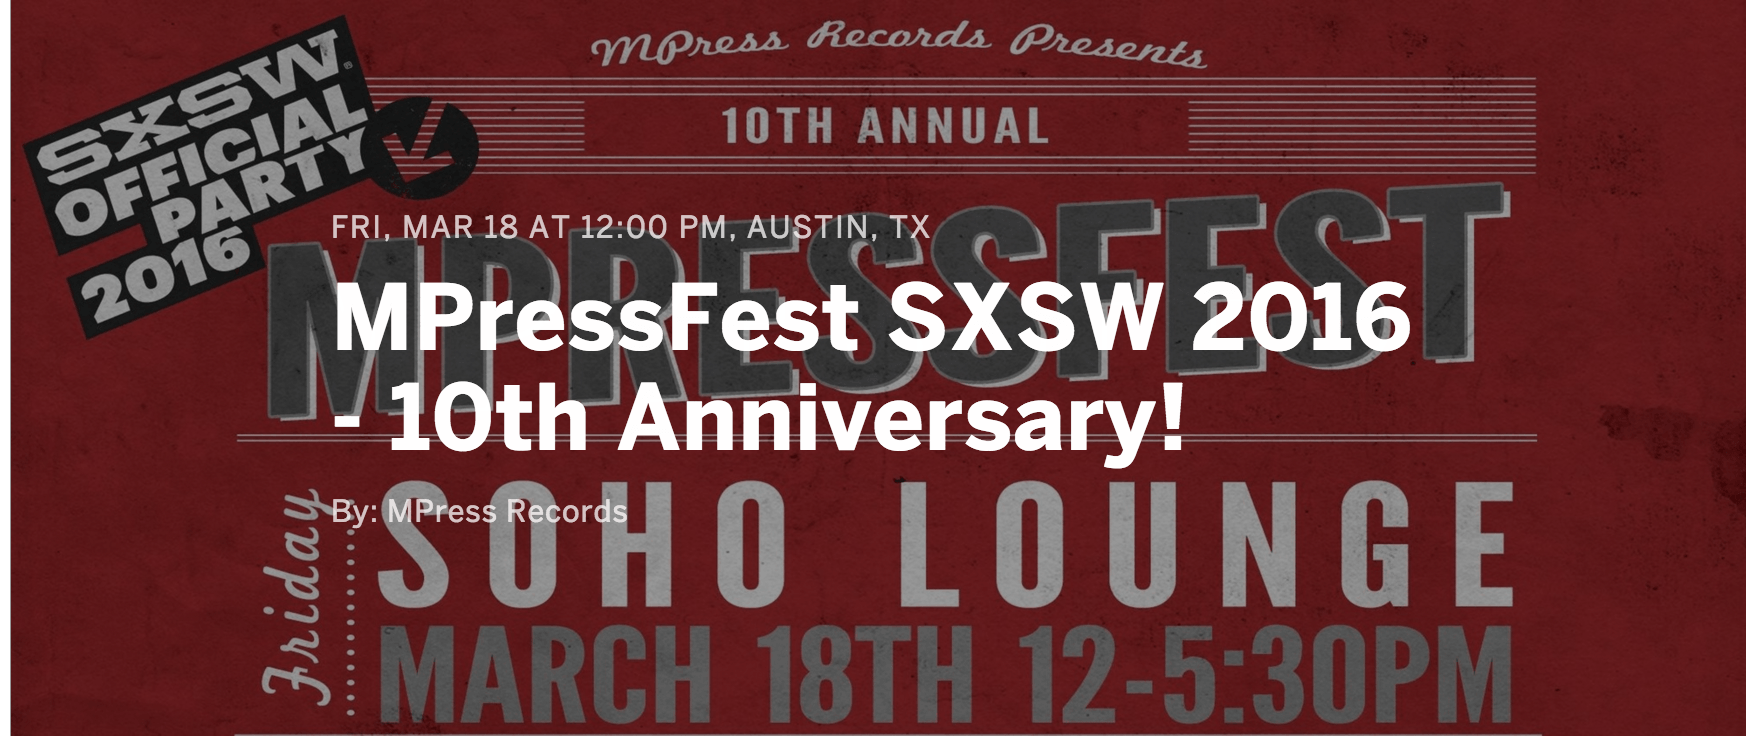 MPress Records Presents
10TH ANNUAL
SXSW®
OFFICIAL
PARTY
2016
MPRESSFEST
FRI, MAR 18 AT 12:00 PM, AUSTIN, TX
MPressFest SXSW 2016
- 10th Anniversary!
By: MPress Records
Friday
SOHO LOUNGE
MARCH 18TH 12-5:30PM